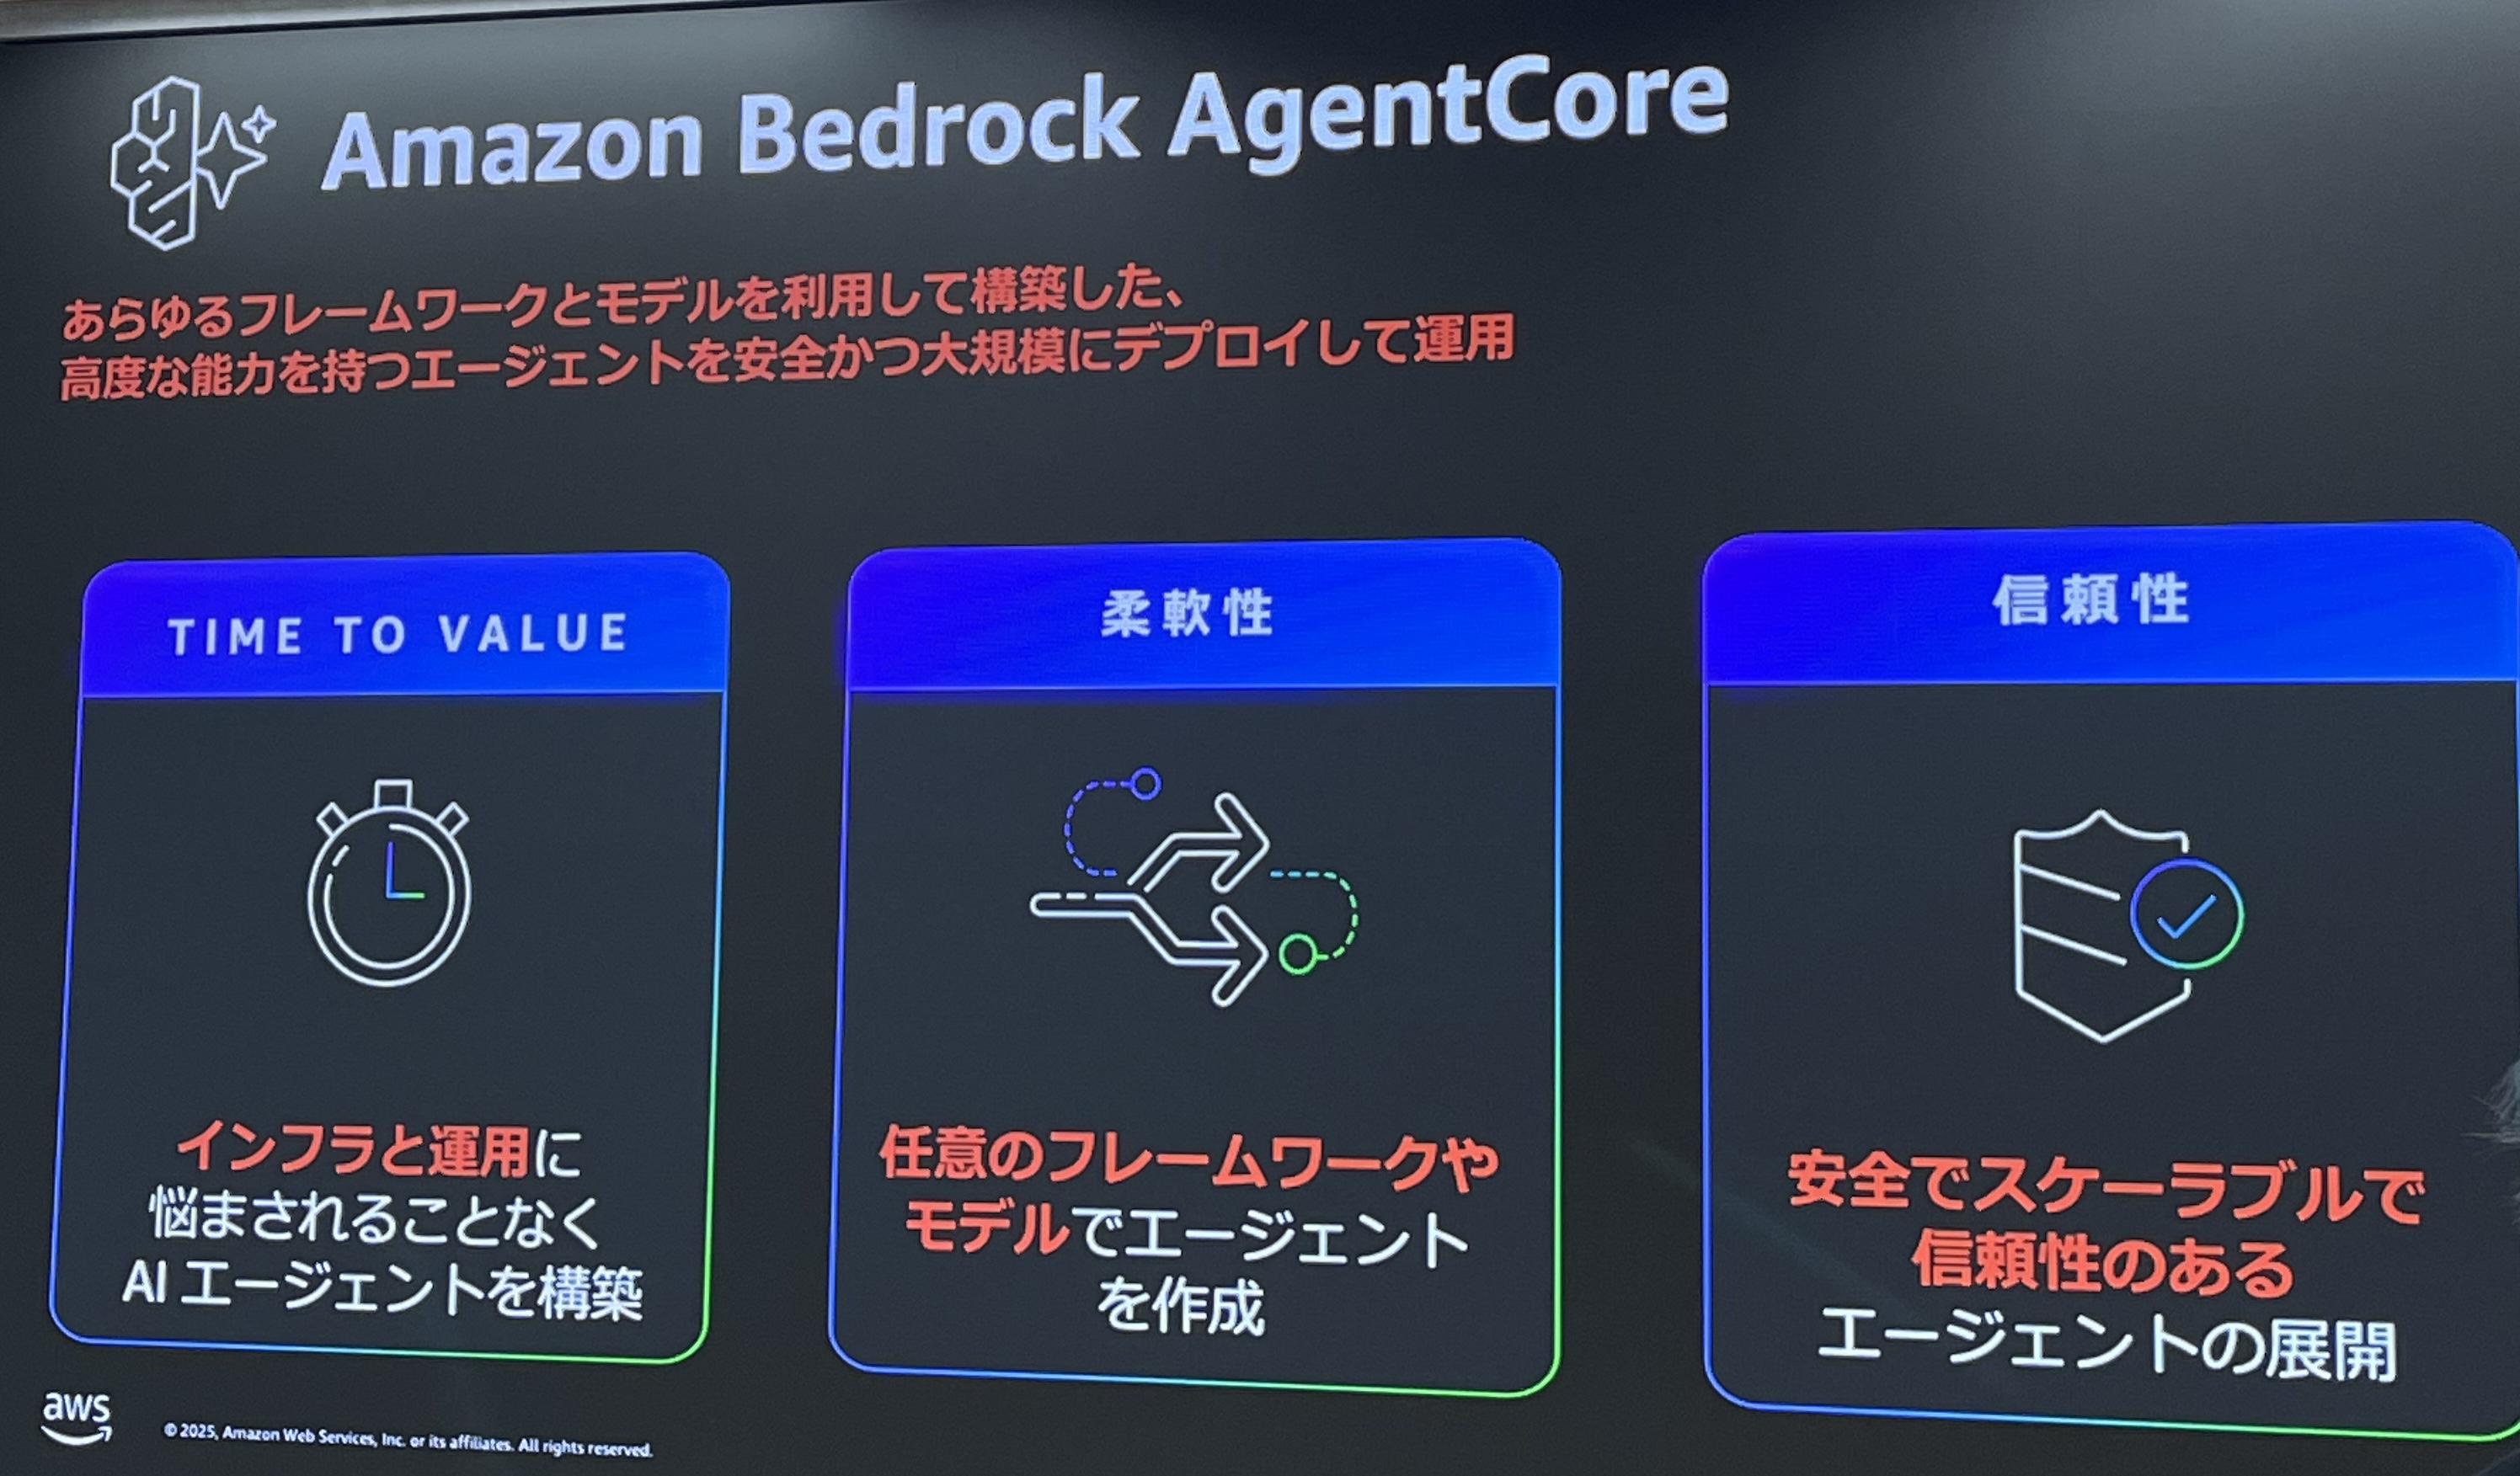 Amazon Bedrock AgentCore
あらゆるフレームワークとモデルを利用して構築した、
高度な能力を持つエージェントを安全かつ大規模にデプロイして運用
TIME TO VALUE
インフラと運用に
悩まされることなく
AI エージェントを構築
柔軟性
任意のフレームワークや
モデルでエージェント
を作成
信頼性
安全でスケーラブルで
信頼性のある
エージェントの展開
aws
© 2025, Amazon Web Services, Inc. or its affiliates. All rights reserved.